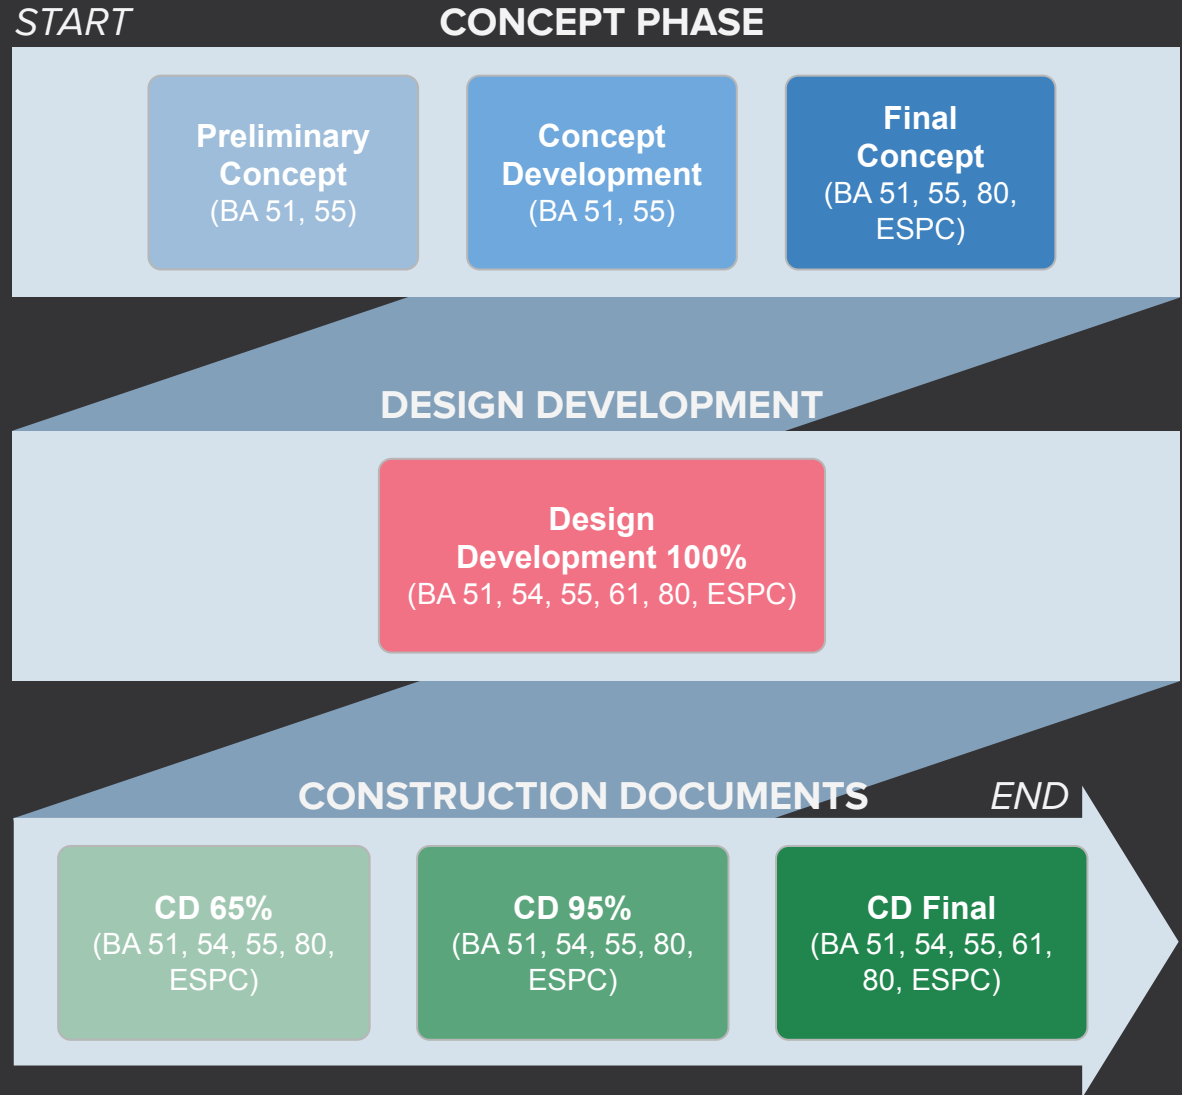 START
CONCEPT PHASE
Preliminary
Concept
(BA 51, 55)
Concept
Development
(BA 51, 55)
Final
Concept
(BA 51, 55, 80,
ESPC)
DESIGN DEVELOPMENT
Design
Development 100%
(BA 51, 54, 55, 61, 80, ESPC)
CONSTRUCTION DOCUMENTS
END
CD 65%
(BA 51, 54, 55, 80,
ESPC)
CD 95%
(BA 51, 54, 55, 80,
ESPC)
CD Final
(BA 51, 54, 55, 61,
80, ESPC)